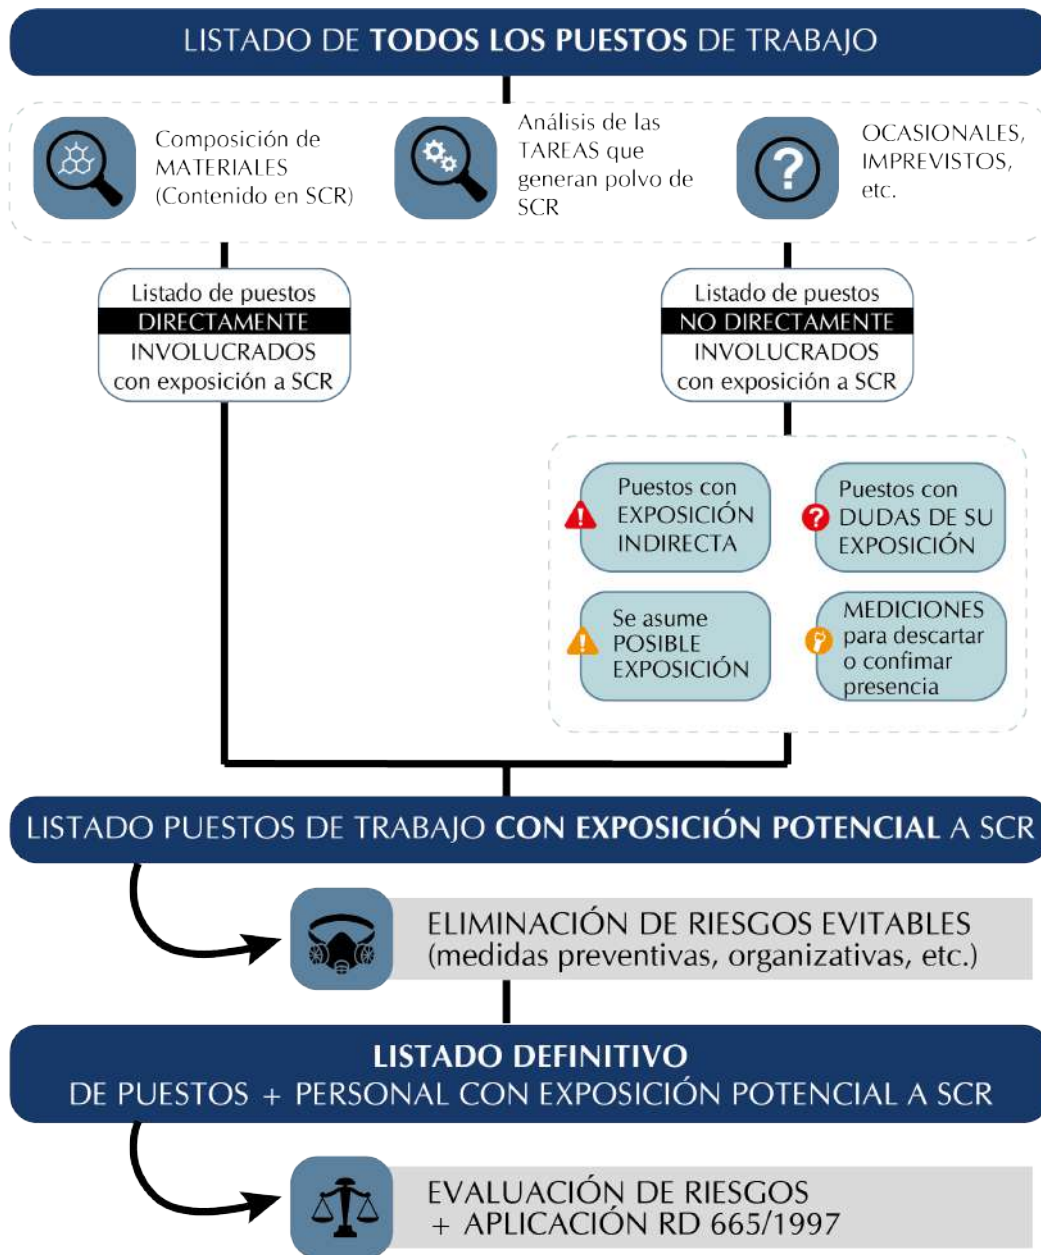 LISTADO DE TODOS LOS PUESTOS DE TRABAJO
Composición de
MATERIALES
(Contenido en SCR)
Análisis de las
TAREAS que
generan polvo de
SCR
?
OCASIONALES,
IMPREVISTOS,
etc.
Listado de puestos
DIRECTAMENTE
INVOLUCRADOS
con exposición a SCR
Listado de puestos
NO DIRECTAMENTE
INVOLUCRADOS
con exposición a SCR
!
Puestos con
EXPOSICIÓN
INDIRECTA
?
Puestos con
DUDAS DE SU
EXPOSICIÓN
!
Se asume
POSIBLE
EXPOSICIÓN
MEDICIONES
para descartar
o confimar
presencia
LISTADO PUESTOS DE TRABAJO CON EXPOSICIÓN POTENCIAL A SCR
ELIMINACIÓN DE RIESGOS EVITABLES
(medidas preventivas, organizativas, etc.)
LISTADO DEFINITIVO
DE PUESTOS + PERSONAL CON EXPOSICIÓN POTENCIAL A SCR
EVALUACIÓN DE RIESGOS
+ APLICACIÓN RD 665/1997